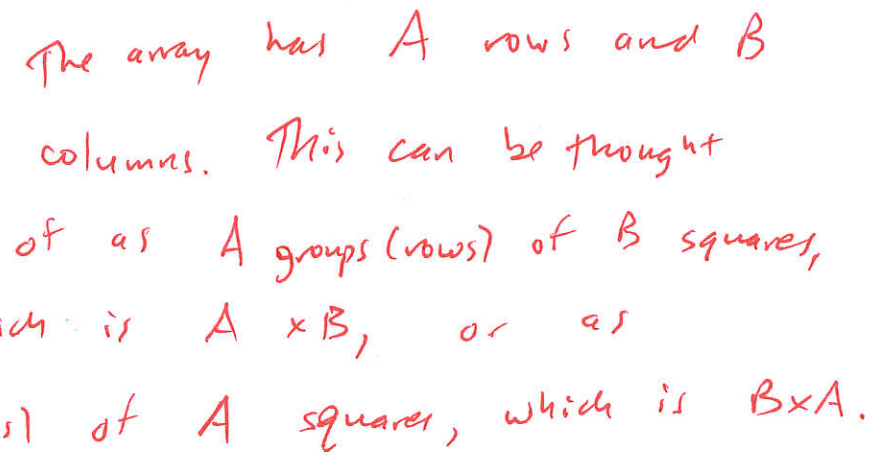 The array has A rows and B
columns. This can be thought
of as A groups (rows) of B squares,
is A x B, or as
of A squares, which is BxA.